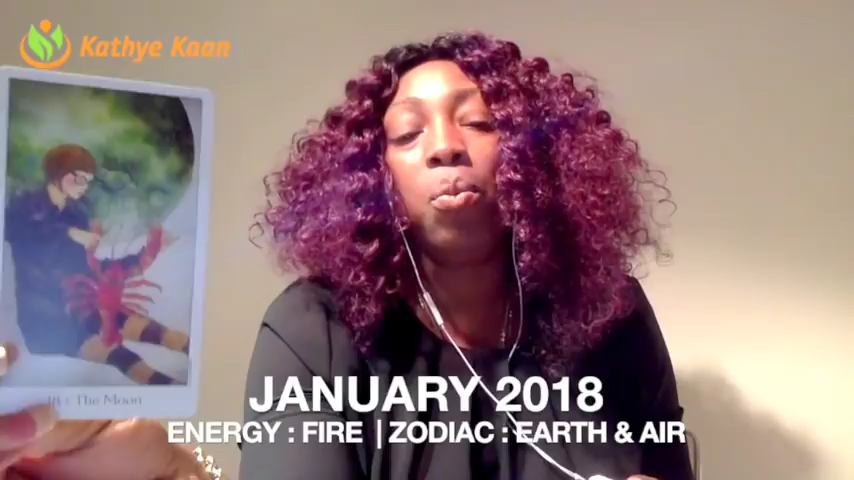 Kathye Kaan
The Moon
JANUARY 2018
ENERGY : FIRE | ZODIAC : EARTH & AIR